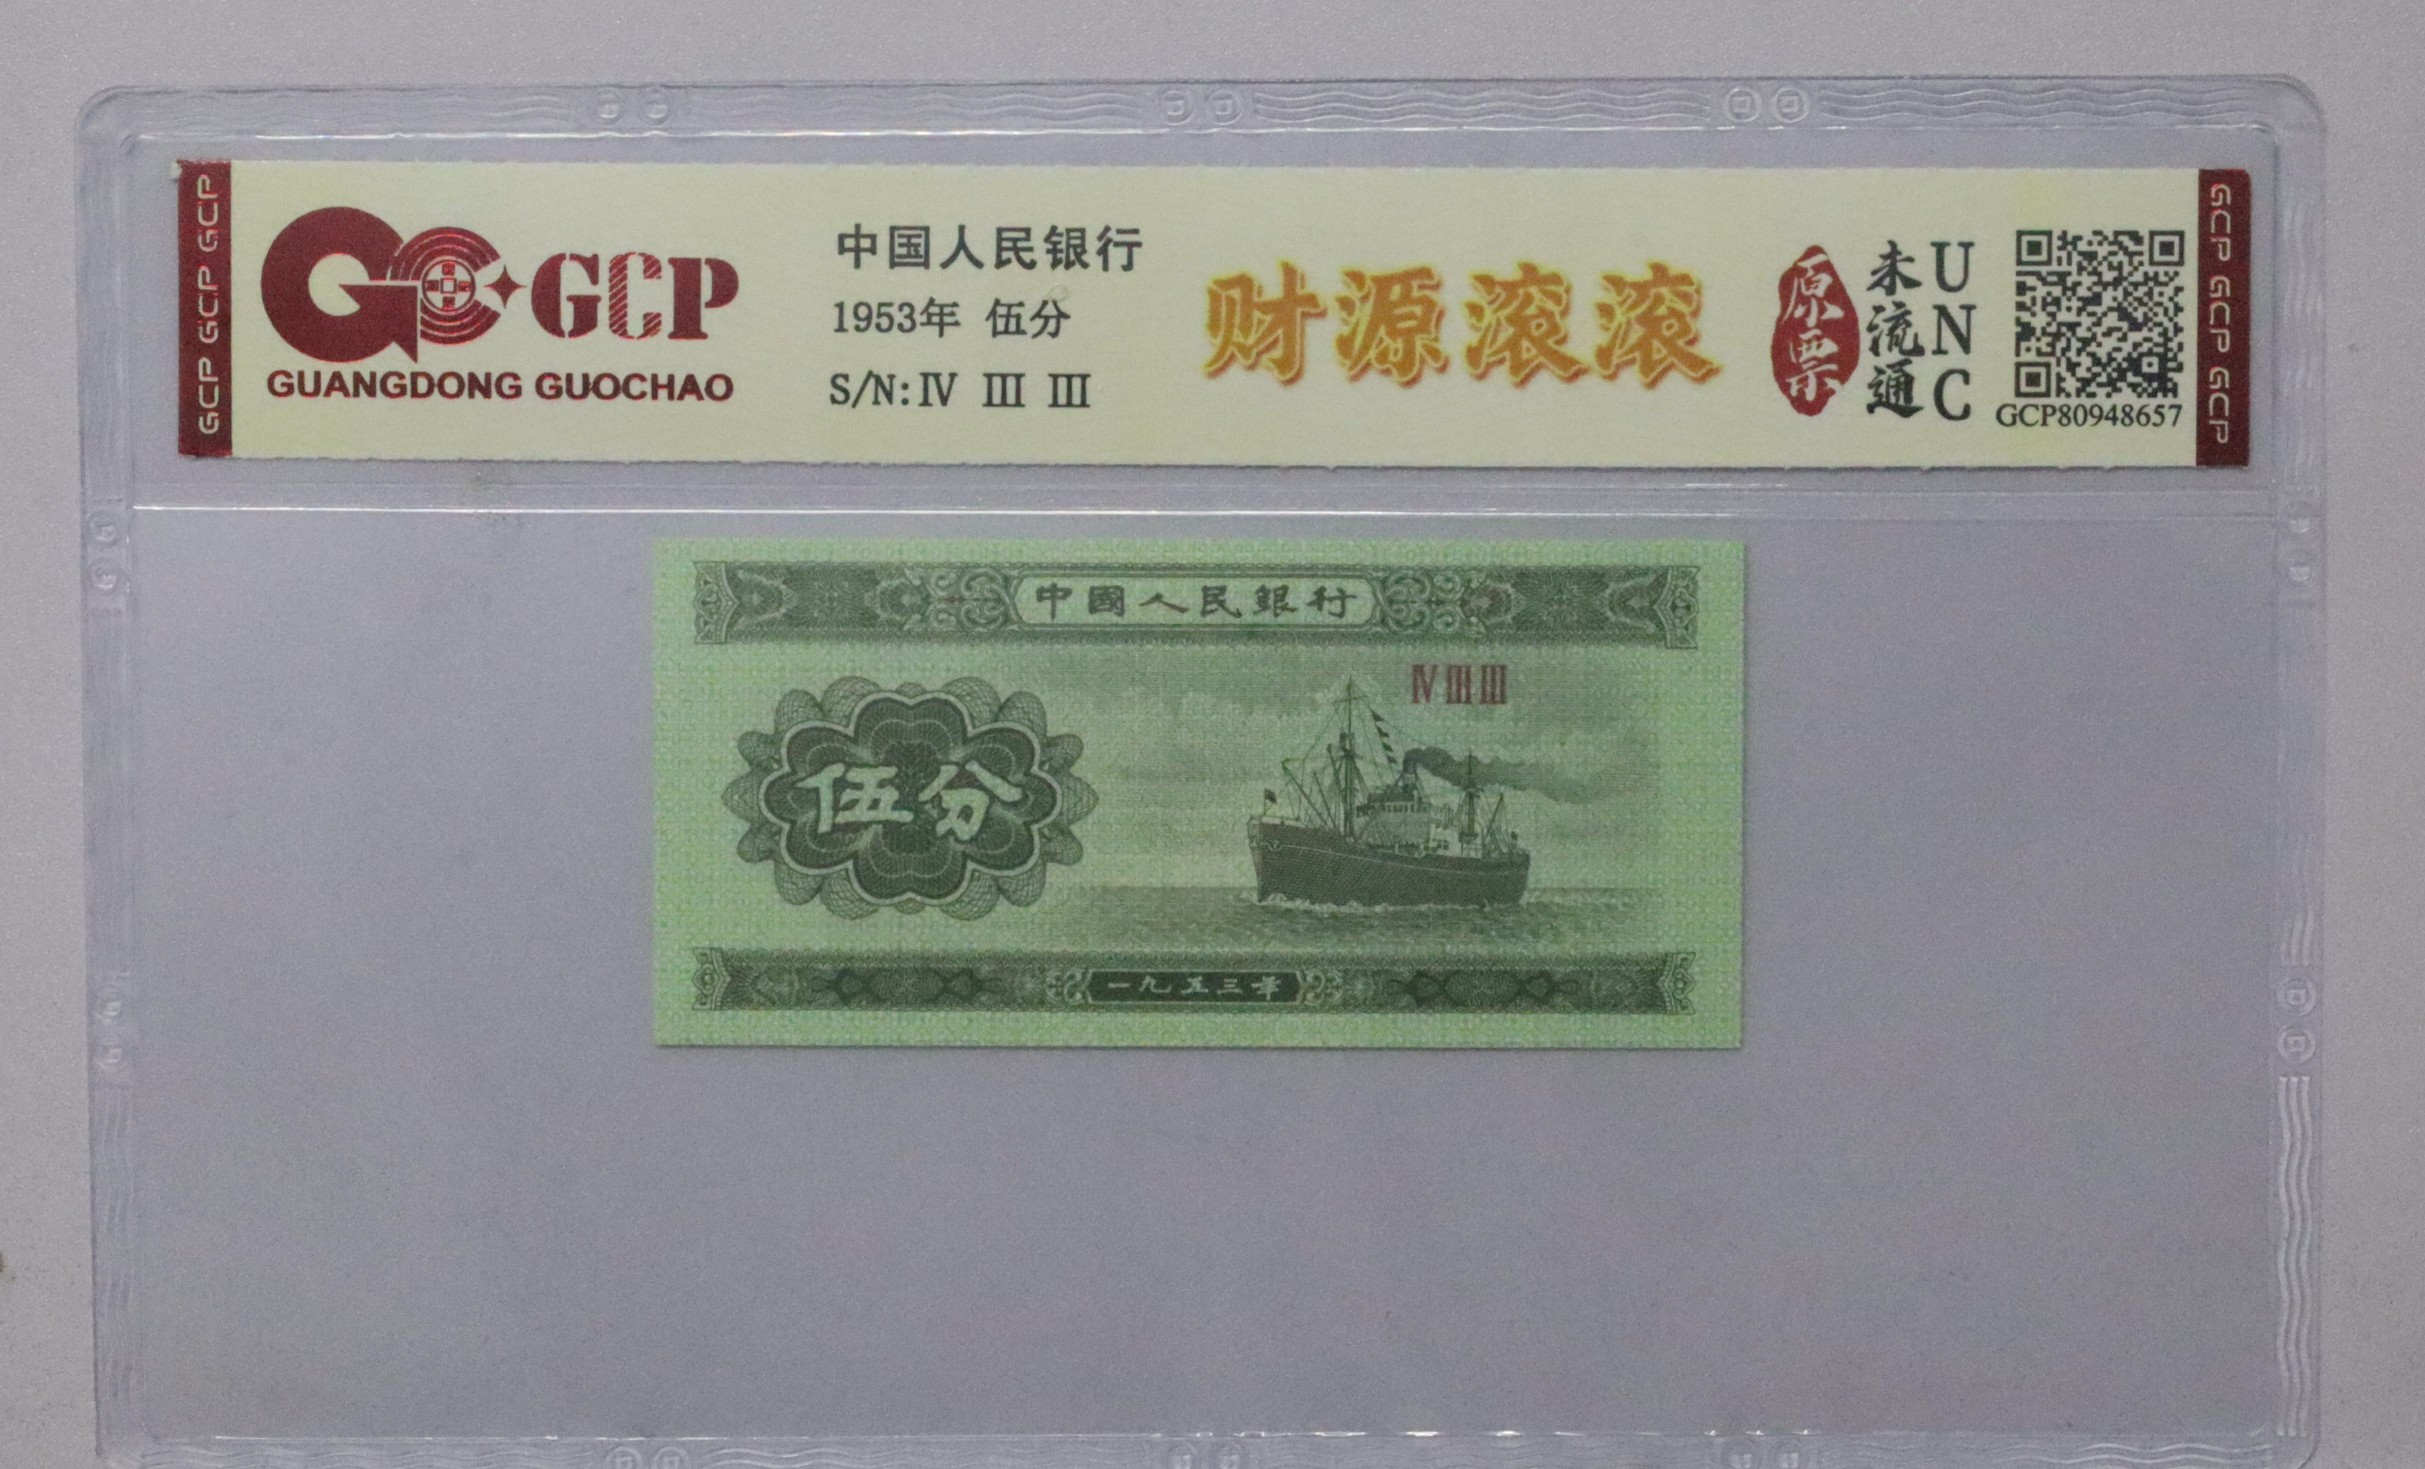 GCP GCP GCP
GCP
GUANGDONG GUOCHAO
中国人民银行
1953年 伍分
S/N: Ⅳ Ⅲ Ⅲ
财源滚滚
原票
未流通
UNC
GCP80948657
GCP GCP GCP
中國人民銀行
Ⅳ Ⅲ Ⅲ
伍分
一九五三年